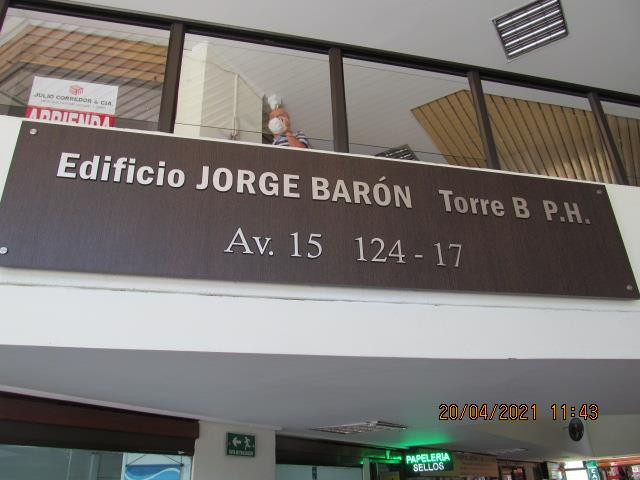 JULIO CORREDOR & CIA.
ARRIENDA
Edificio JORGE BARÓN Torre B P.H.
Av. 15 124 - 17
20/04/2021 11:43
PAPELERIA
SELLOS